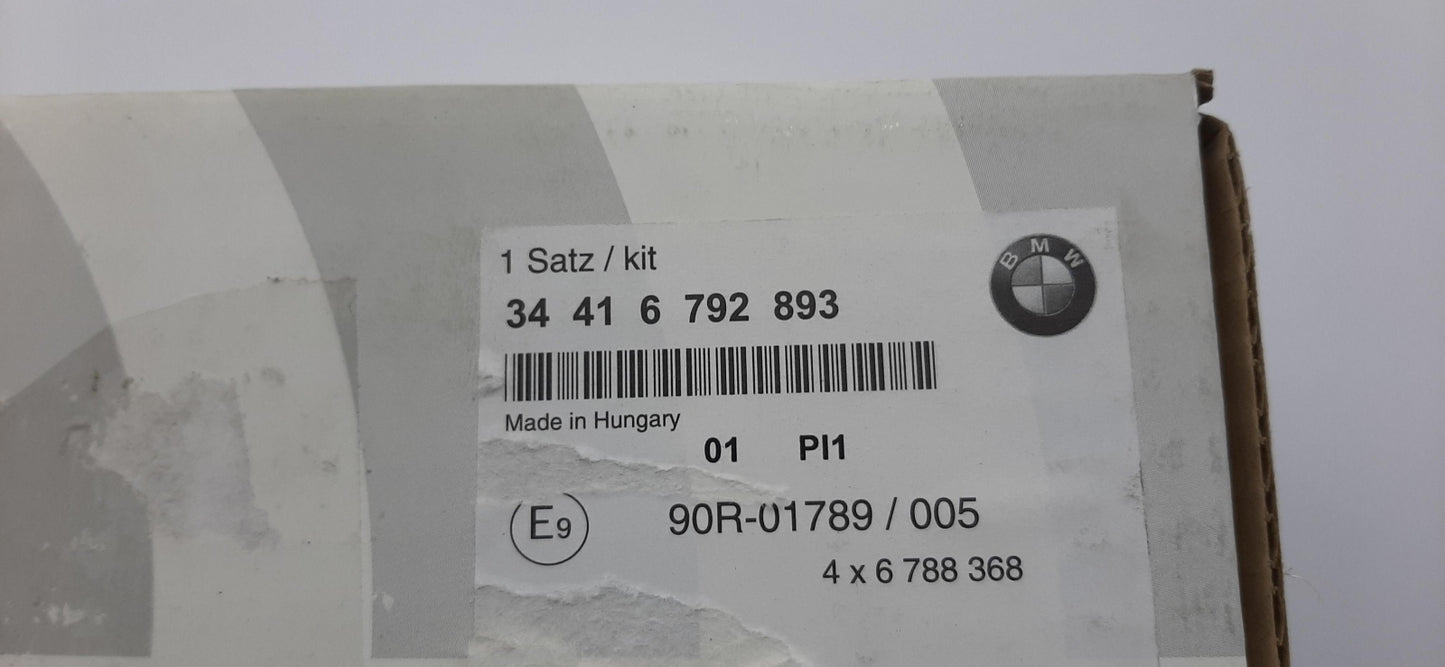 1 Satz / kit
34 41 6 792 893
BMW
Made in Hungary
01 PI1
E9
90R-01789 / 005
4 x 6 788 368